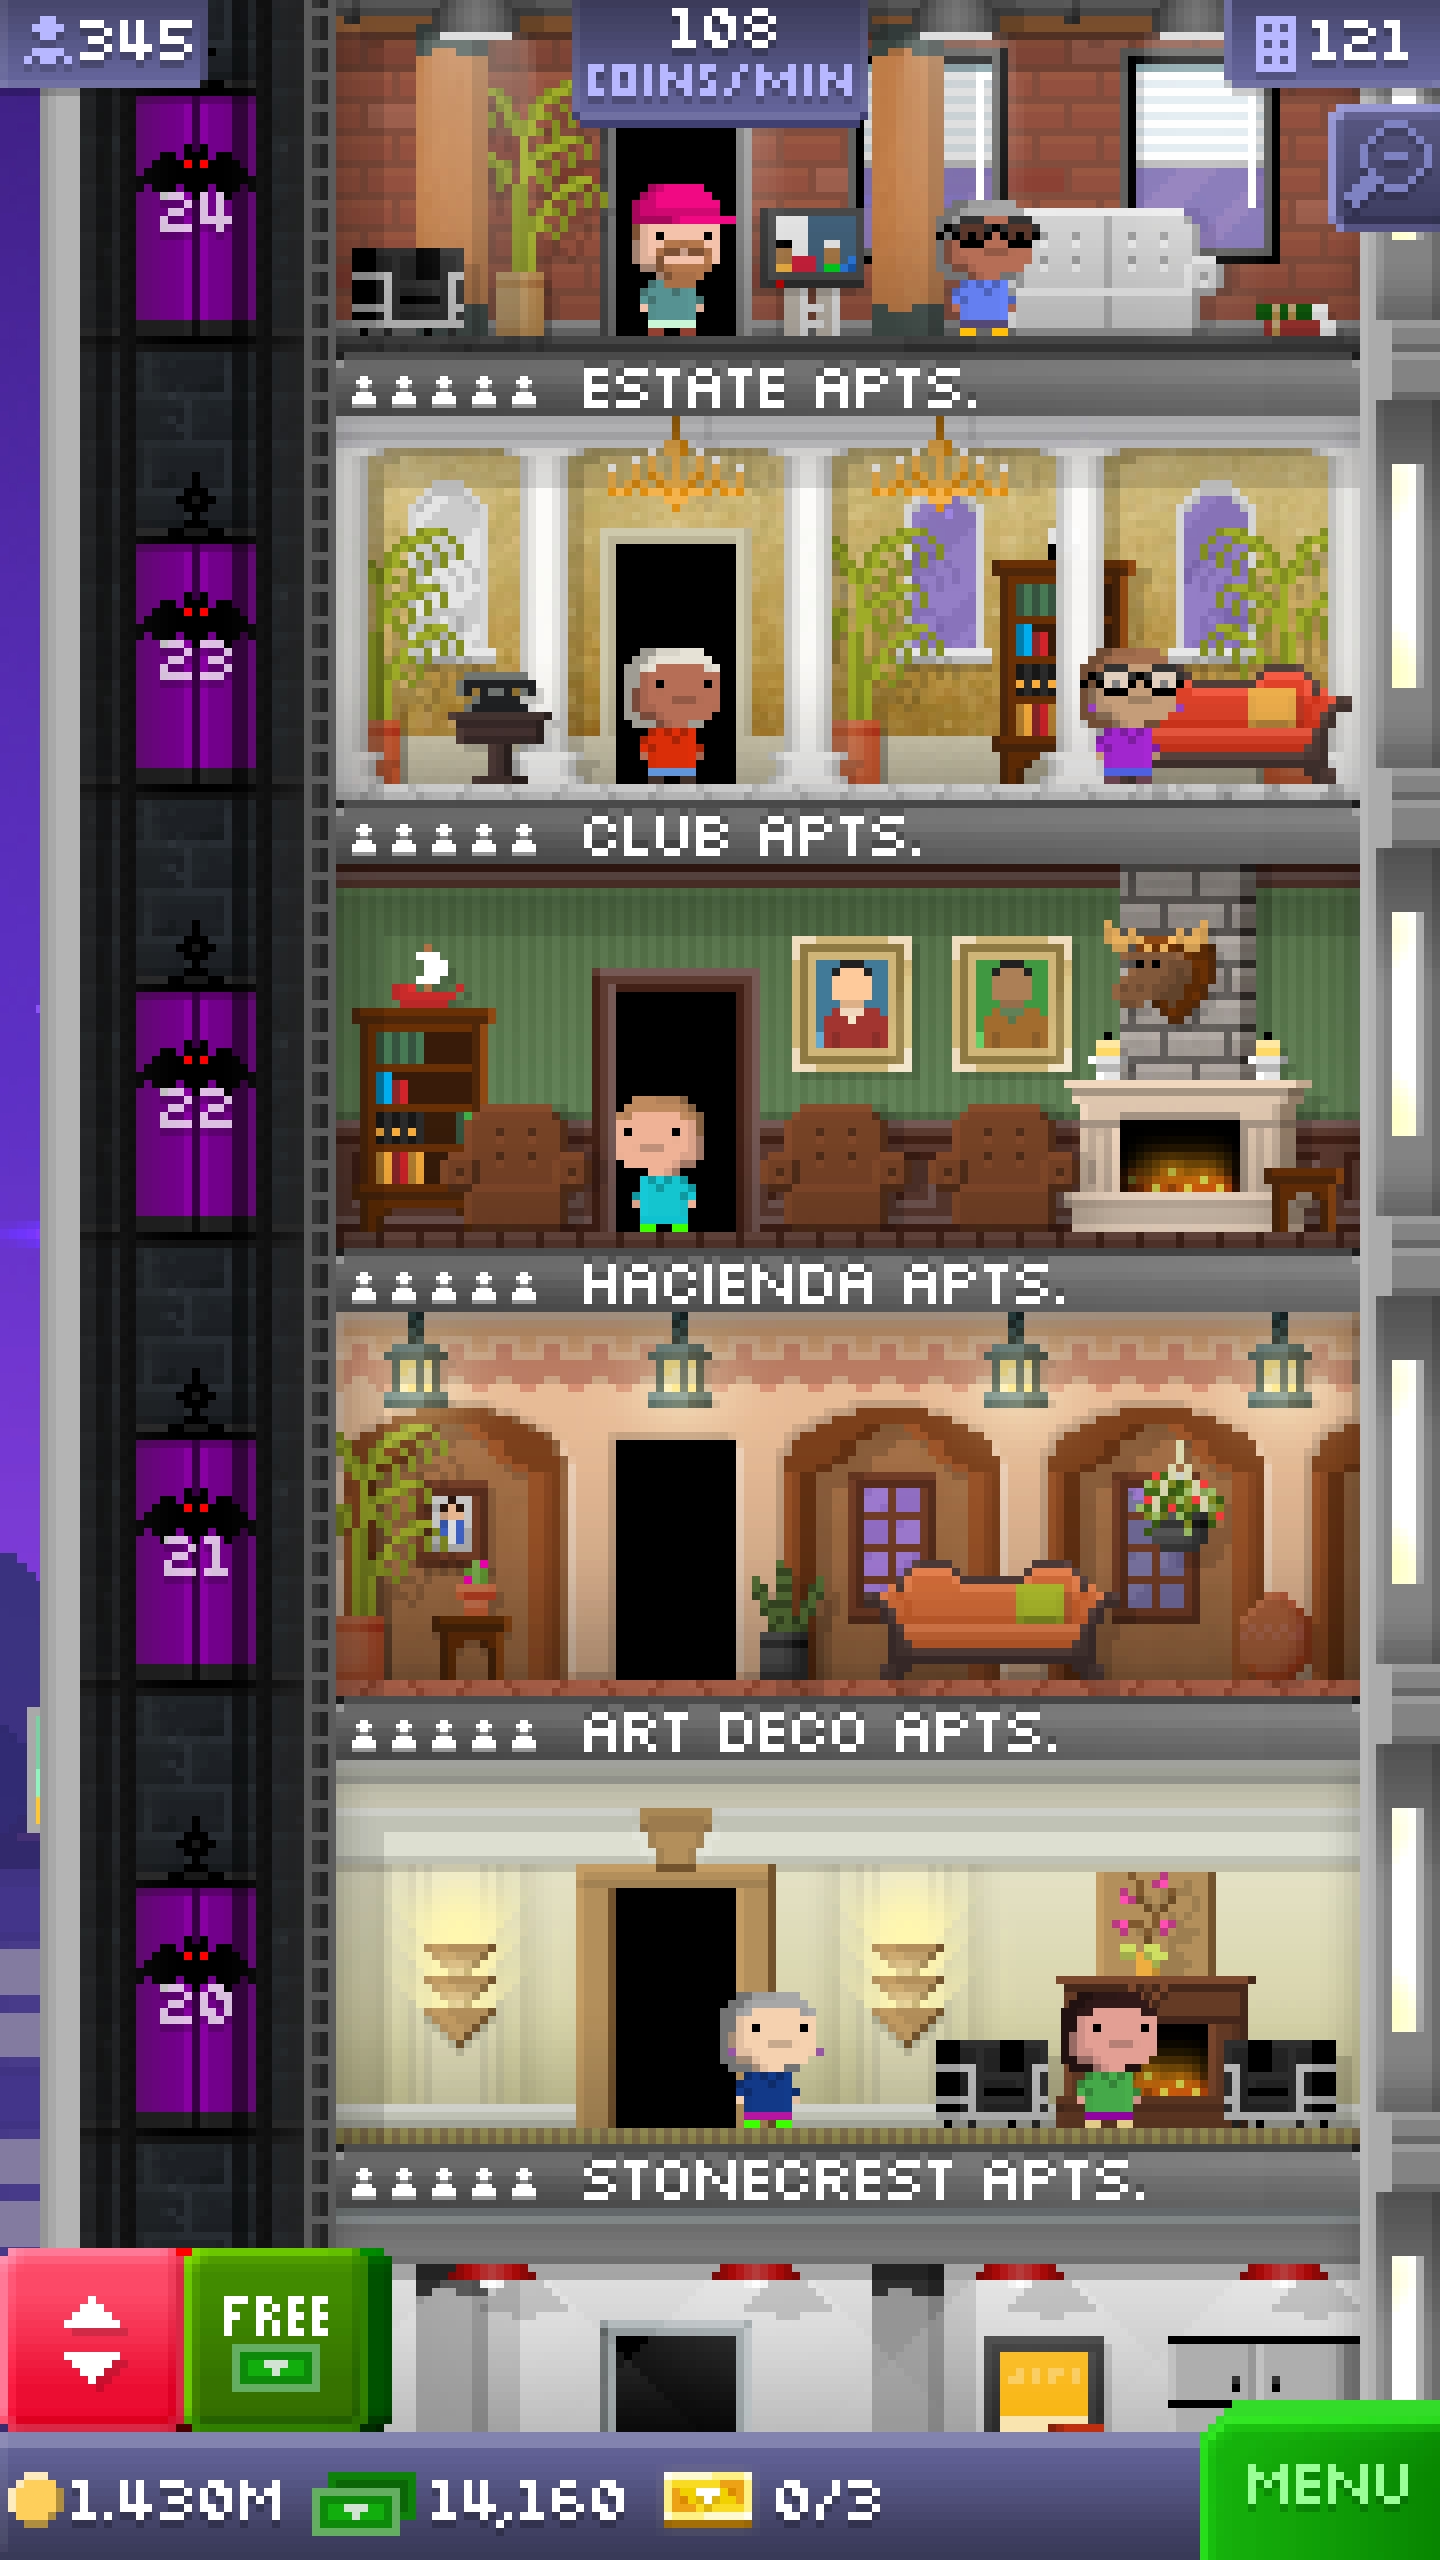 345
108
COINS/MIN
121
24
ESTATE APTS.
23
CLUB APTS.
22
HACIENDA APTS.
21
ART DECO APTS.
20
STONECREST APTS.
FREE
1.430M
14,160
0/3
MENU